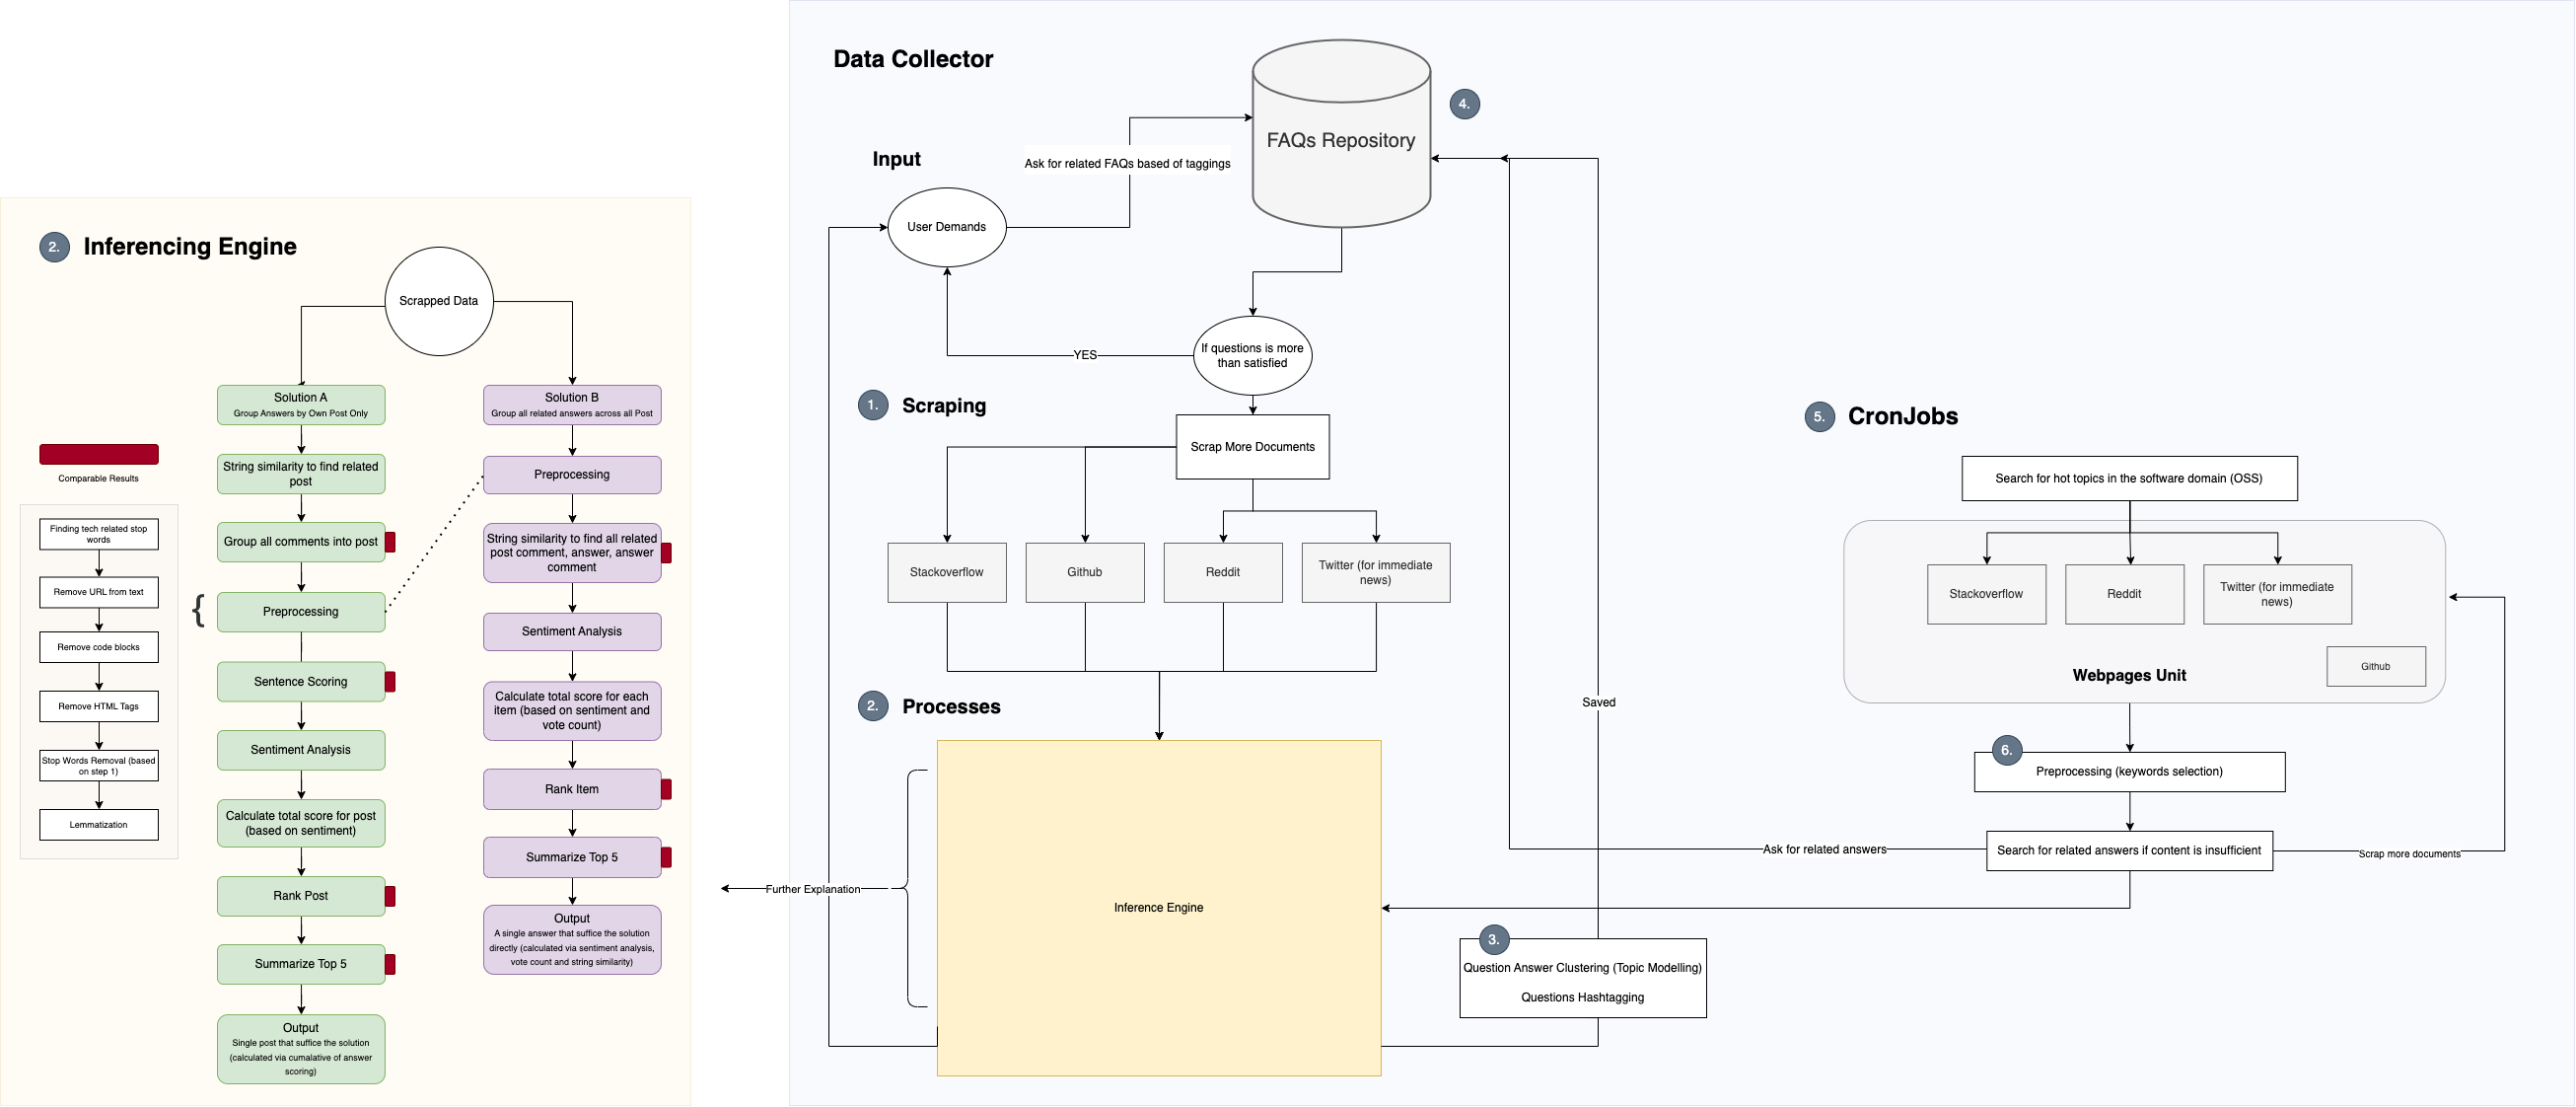 2.
Inferencing Engine
Scrapped Data
Solution A
Group Answers by Own Post Only
String similarity to find related
post
Group all comments into post
Preprocessing
Sentence Scoring
Sentiment Analysis
Calculate total score for post
(based on sentiment)
Rank Post
Summarize Top 5
Output
Single post that suffice the solution
(calculated via cumalative of answer
scoring)
Solution B
Group all related answers across all Post
Preprocessing
String similarity to find all related
post comment, answer, answer
comment
Sentiment Analysis
Calculate total score for each
item (based on sentiment and
vote count)
Rank Item
Summarize Top 5
Output
A single answer that suffice the solution
directly (calculated via sentiment analysis,
vote count and string similarity)
Comparable Results
Finding tech related stop
words
Remove URL from text
Remove code blocks
Remove HTML Tags
Stop Words Removal (based
on step 1)
Lemmatization
{
Data Collector
Input
User Demands
Ask for related FAQs based of taggings
FAQs Repository
4.
If questions is more
than satisfied
YES
1.
Scraping
Scrap More Documents
Stackoverflow
Github
Reddit
Twitter (for immediate
news)
2.
Processes
Further Explanation
Inference Engine
Saved
3.
Question Answer Clustering (Topic Modelling)
Questions Hashtagging
5.
CronJobs
Search for hot topics in the software domain (OSS)
Stackoverflow
Reddit
Twitter (for immediate
news)
Github
Webpages Unit
6.
Preprocessing (keywords selection)
Search for related answers if content is insufficient
Ask for related answers
Scrap more documents